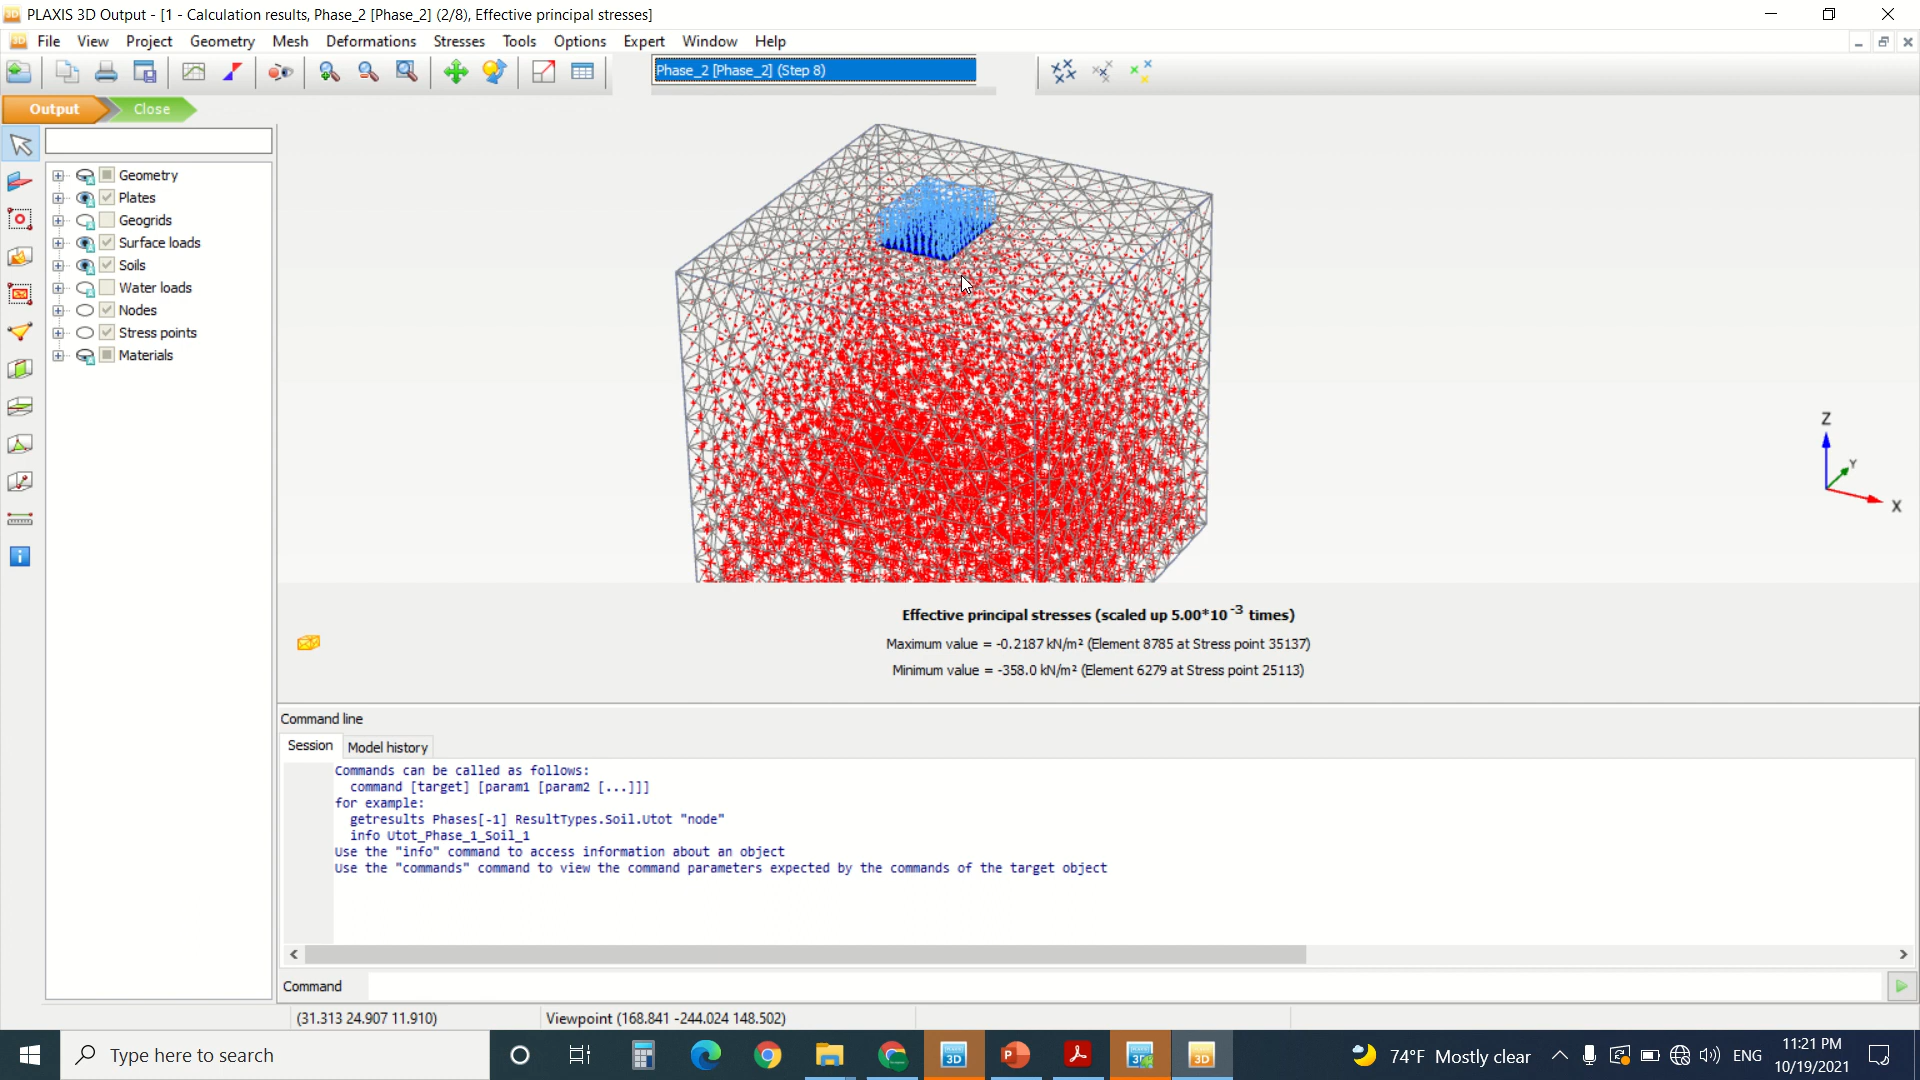 PLAXIS 3D Output - [1 - Calculation results, Phase_2 [Phase_2] (2/8), Effective principal stresses]
File View Project Geometry Mesh Deformations Stresses Tools Options Expert Window Help
Phase_2 [Phase_2] (Step 8)
Output Close
Geometry
Plates
Geogrids
Surface loads
Soils
Water loads
Nodes
Stress points
Materials
Z
Y
X
Effective principal stresses (scaled up 5.00*10 -3 times)
Maximum value = -0.2187 kN/m² (Element 8785 at Stress point 35137)
Minimum value = -358.0 kN/m² (Element 6279 at Stress point 25113)
Command line
Session Model history
Commands can be called as follows:
command [target] [param1 [param2 [...]]]
for example:
getresults Phases[-1] ResultTypes.Soil.Utot "node"
info Utot_Phase_1_Soil_1
Use the "info" command to access information about an object
Use the "commands" command to view the command parameters expected by the commands of the target object
Command
(31.313 24.907 11.910) Viewpoint (168.841 -244.024 148.502)
Type here to search
74°F Mostly clear ENG
11:21 PM
10/19/2021